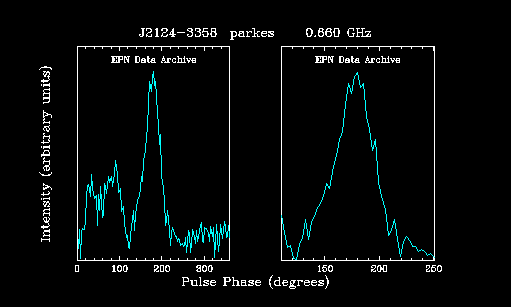 J2124-3358 parkes 0.660 GHz
EPN Data Archive
EPN Data Archive
Intensity (arbitrary units)
0 100 200 300
150 200 250
Pulse Phase (degrees)